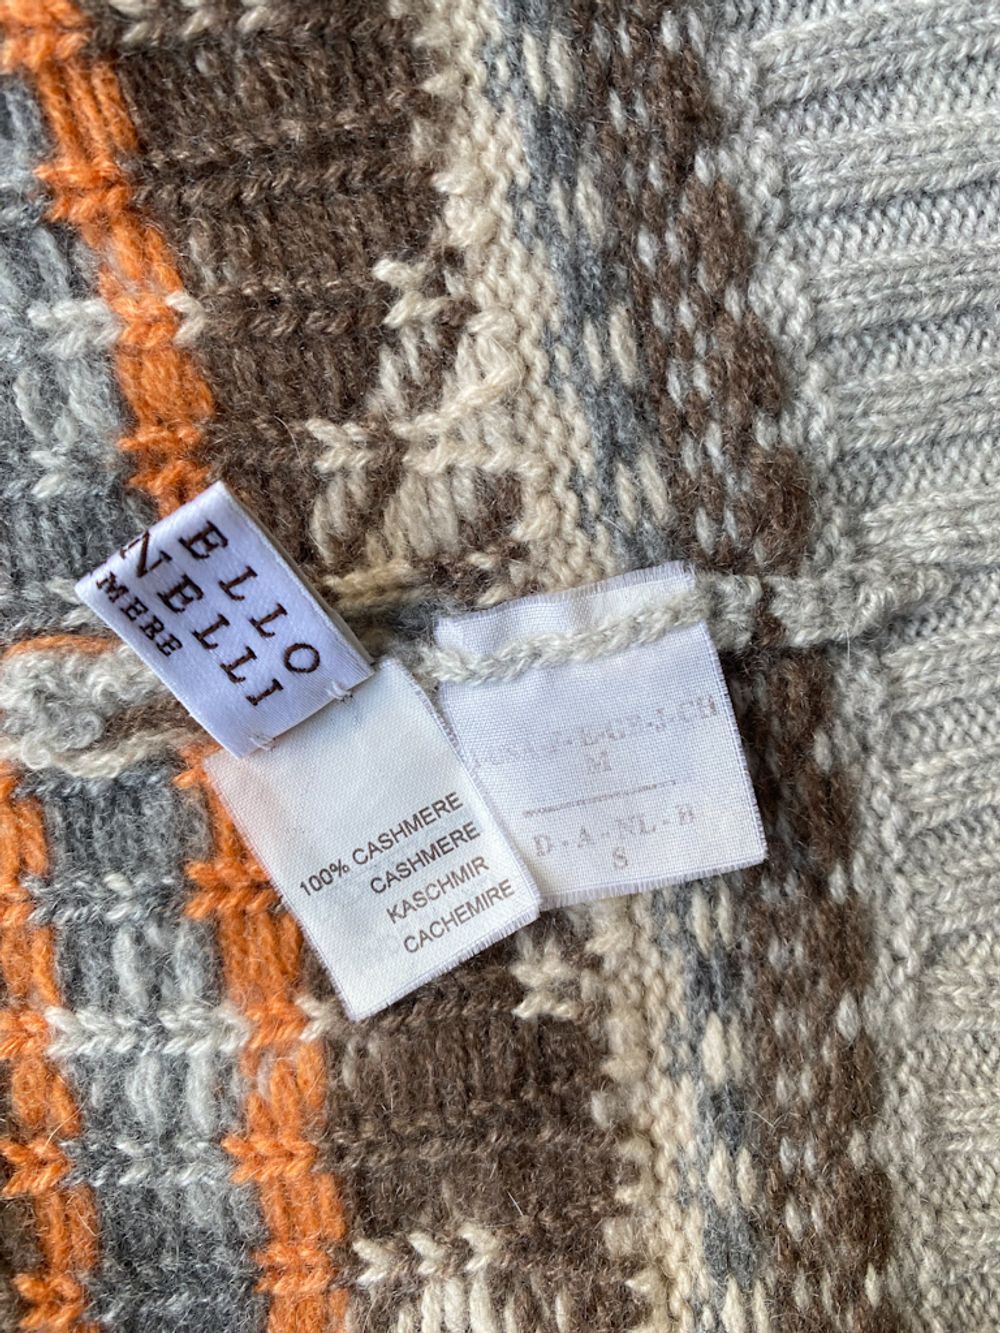 ELLO
NELLI
MERE
100% CASHMERE
CASHMERE
KASCHMIR
CACHEMIRE
M
D-A-NL-B
S